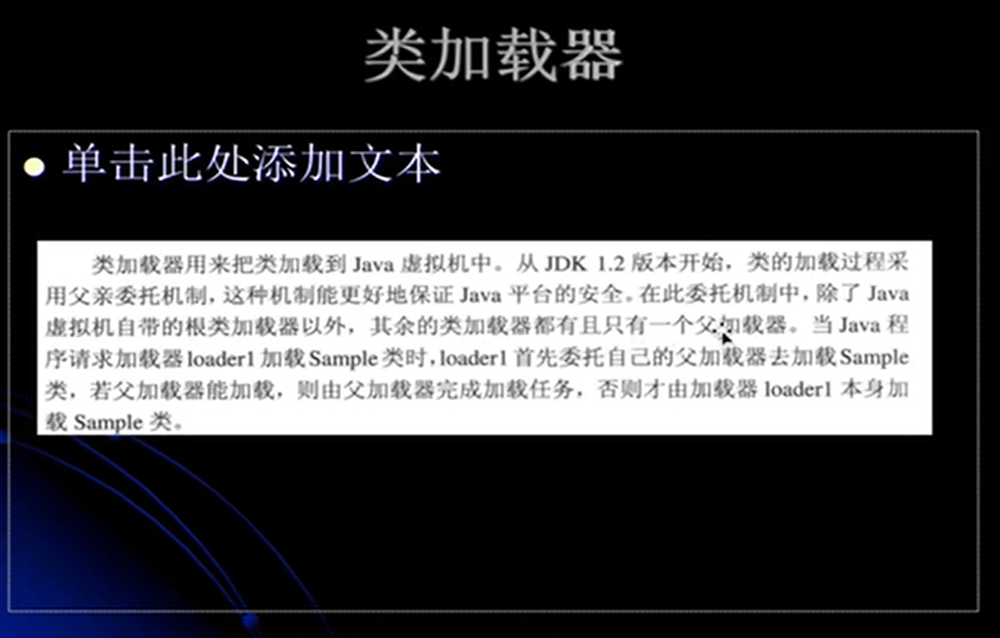 类加载器
单击此处添加文本
类加载器用来把类加载到 Java 虚拟机中。从 JDK 1.2 版本开始，类的加载过程采
用父亲委托机制，这种机制能更好地保证 Java 平台的安全。在此委托机制中，除了 Java
虚拟机自带的根类加载器以外，其余的类加载器都有且只有一个父加载器。当 Java 程
序请求加载器 loader1 加载 Sample 类时，loader1 首先委托自己的父加载器去加载 Sample
类，若父加载器能加载，则由父加载器完成加载任务，否则才由加载器 loader1 本身加
载 Sample 类。